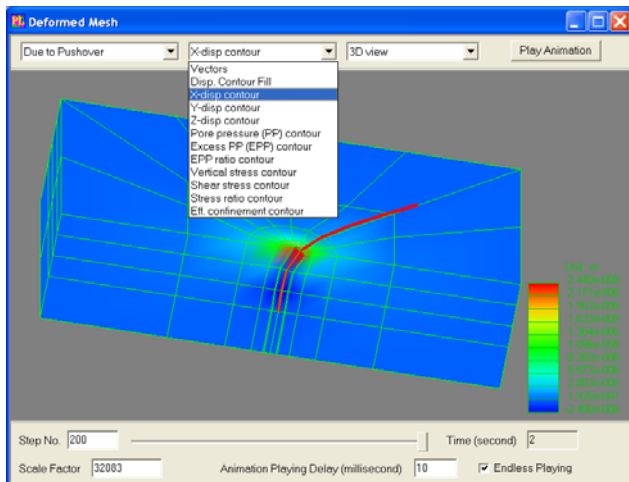 Deformed Mesh
Due to Pushover
X-disp contour
3D view
Play Animation
Vectors
Disp. Contour Fill
X-disp contour
Y-disp contour
Z-disp contour
Pore pressure (PP) contour
Excess PP (EPP) contour
EPP ratio contour
Vertical stress contour
Shear stress contour
Stress ratio contour
Eff. confinement contour
Step No. 200
Time (second) 2
Scale Factor 32083
Animation Playing Delay (millisecond) 10
Endless Playing